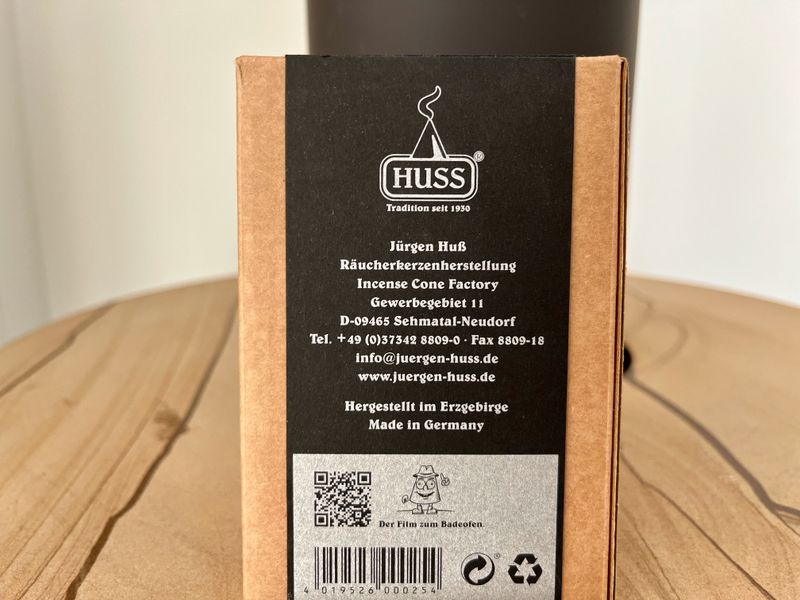 HUSS ®
Tradition seit 1930
Jürgen Huß
Räucherkerzenherstellung
Incense Cone Factory
Gewerbegebiet 11
D-09465 Sehmatal-Neudorf
Tel. +49 (0)37342 8809-0 · Fax 8809-18
info@juergen-huss.de
www.juergen-huss.de
Hergestellt im Erzgebirge
Made in Germany
Der Film zum Badeofen.
4 019526 000254